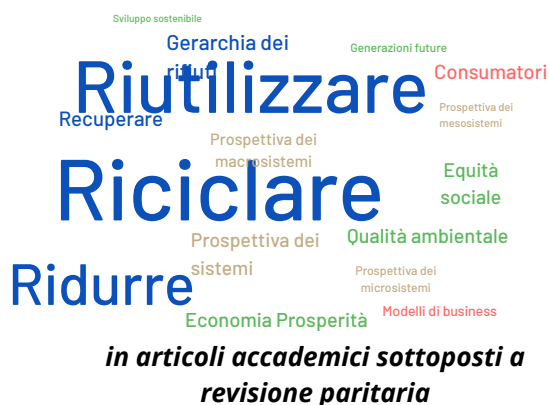 Sviluppo sostenibile
Gerarchia dei
rifiuti
Generazioni future
Riutilizzare
Consumatori
Recuperare
Prospettiva dei
mesosistemi
Prospettiva dei
macrosistemi
Riciclare
Equità
sociale
Prospettiva dei
sistemi
Qualità ambientale
Ridurre
Prospettiva dei
microsistemi
Economia Prosperità
Modelli di business
in articoli accademici sottoposti a
revisione paritaria